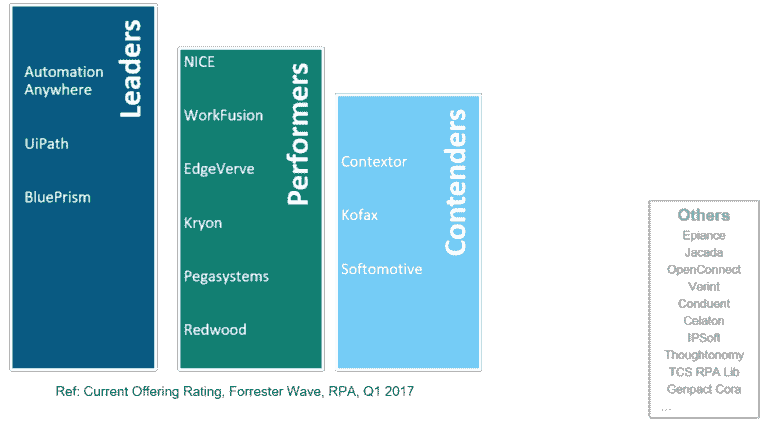 Leaders
Automation
Anywhere
UiPath
BluePrism
Performers
NICE
WorkFusion
EdgeVerve
Kryon
Pegasystems
Redwood
Contenders
Contextor
Kofax
Softomotive
Others
Epiance
Jacada
OpenConnect
Verint
Conduent
Celaton
IPSoft
Thoughtonomy
TCS RPA Lib
Genpact Cora
...
Ref: Current Offering Rating, Forrester Wave, RPA, Q1 2017